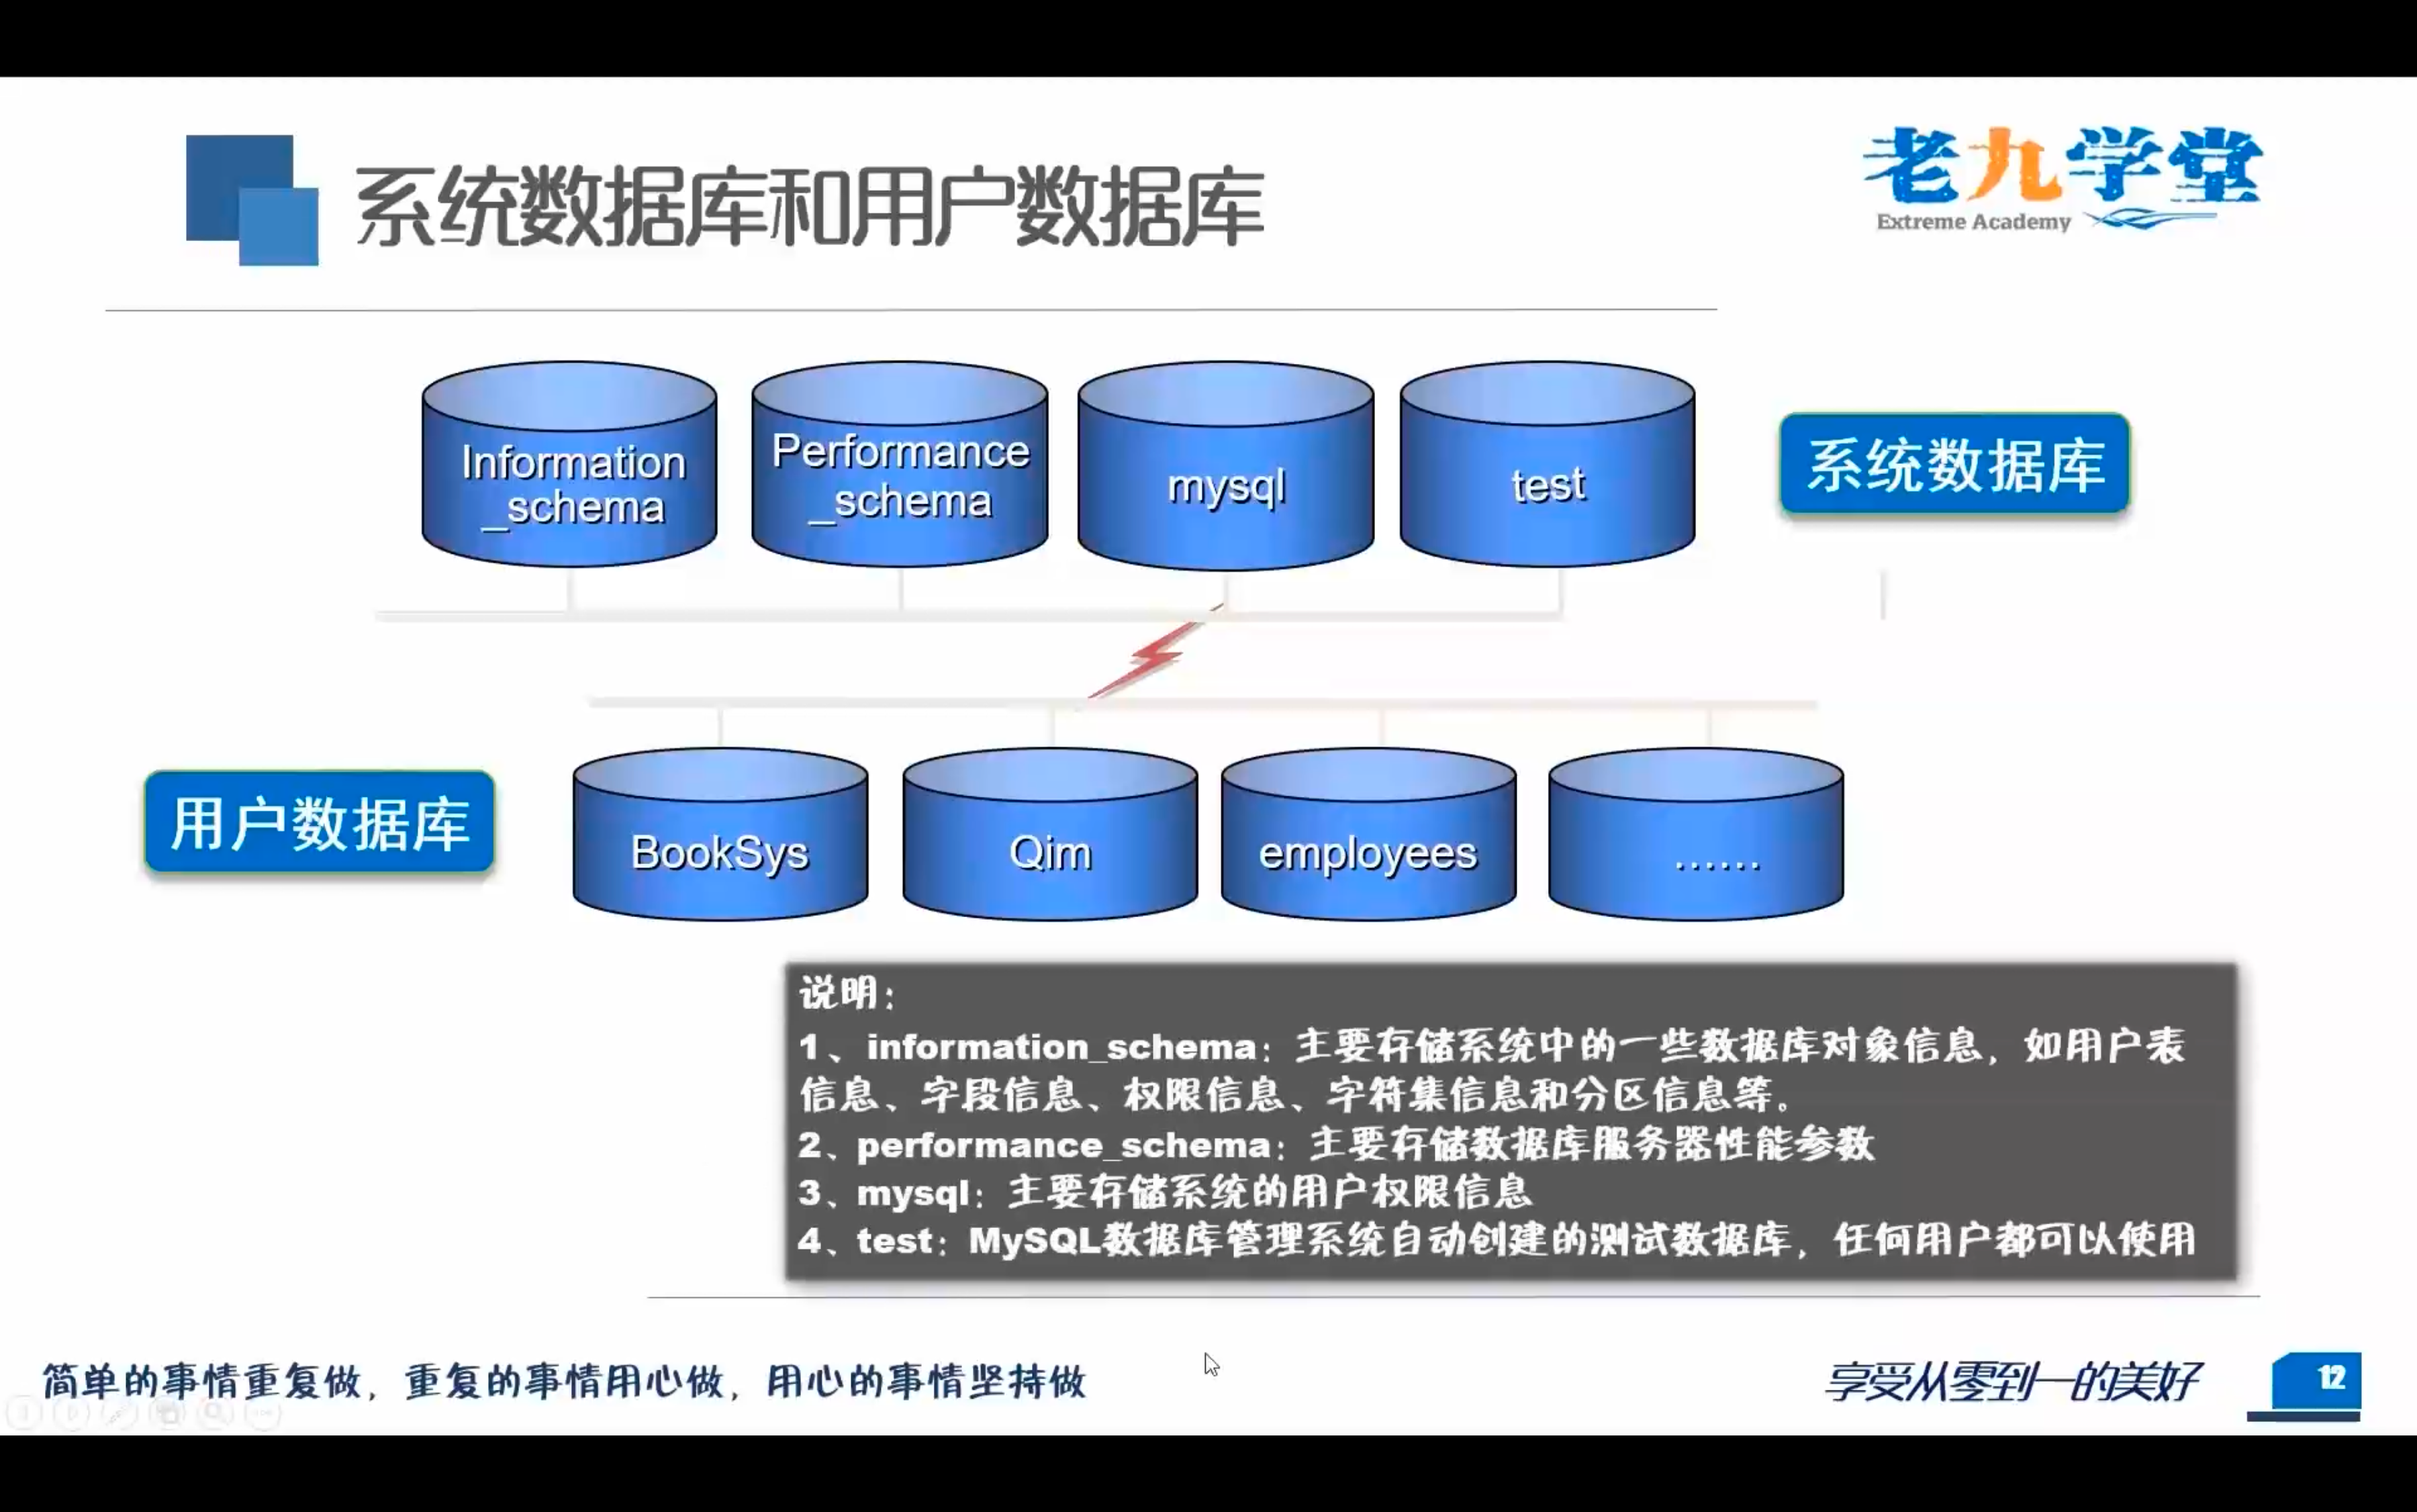 系统数据库和用户数据库
老九学堂
Extreme Academy
Information
_schema
Performance
_schema
mysql
test
系统数据库
用户数据库
BookSys
Qim
employees
......
说明：
1、information_schema：主要存储系统中的一些数据库对象信息，如用户表
信息、字段信息、权限信息、字符集信息和分区信息等。
2、performance_schema：主要存储数据库服务器性能参数
3、mysql：主要存储系统的用户权限信息
4、test：MySQL数据库管理系统自动创建的测试数据库，任何用户都可以使用
简单的事情重复做，重复的事情用心做，用心的事情坚持做
享受从零到一的美好
12